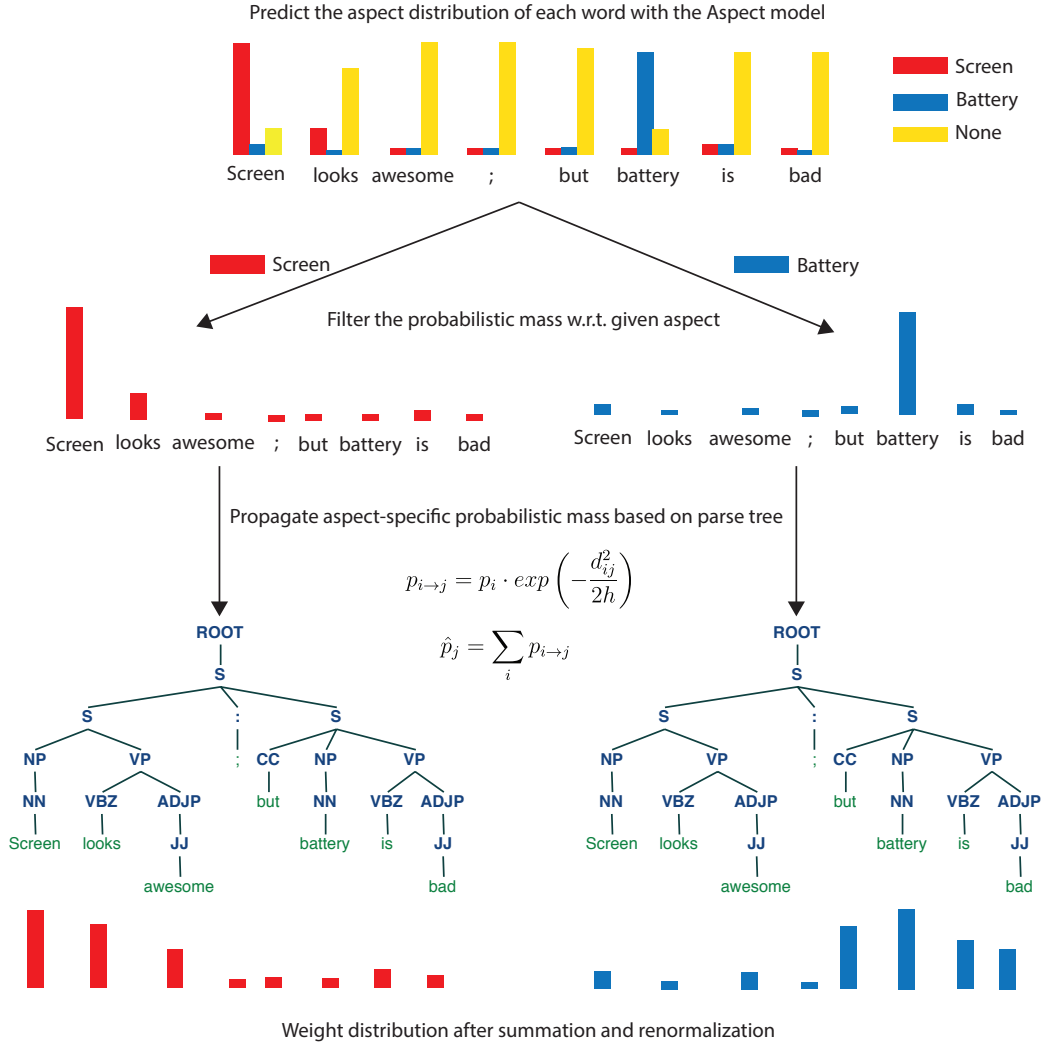 Predict the aspect distribution of each word with the Aspect model
Screen
Battery
None
Screen looks awesome ; but battery is bad
Screen
Battery
Filter the probabilistic mass w.r.t. given aspect
Screen looks awesome ; but battery is bad
Screen looks awesome ; but battery is bad
Propagate aspect-specific probabilistic mass based on parse tree
p_{i→j} = p_i · exp(−d_{ij}^2/2h)
p̂_j = ∑_i p_{i→j}
ROOT
S
S : S
NP VP ; CC NP VP
NN VBZ ADJP but NN VBZ ADJP
Screen looks JJ battery is JJ
awesome bad
ROOT
S
S : S
NP VP ; CC NP VP
NN VBZ ADJP but NN VBZ ADJP
Screen looks JJ battery is JJ
awesome bad
Weight distribution after summation and renormalization